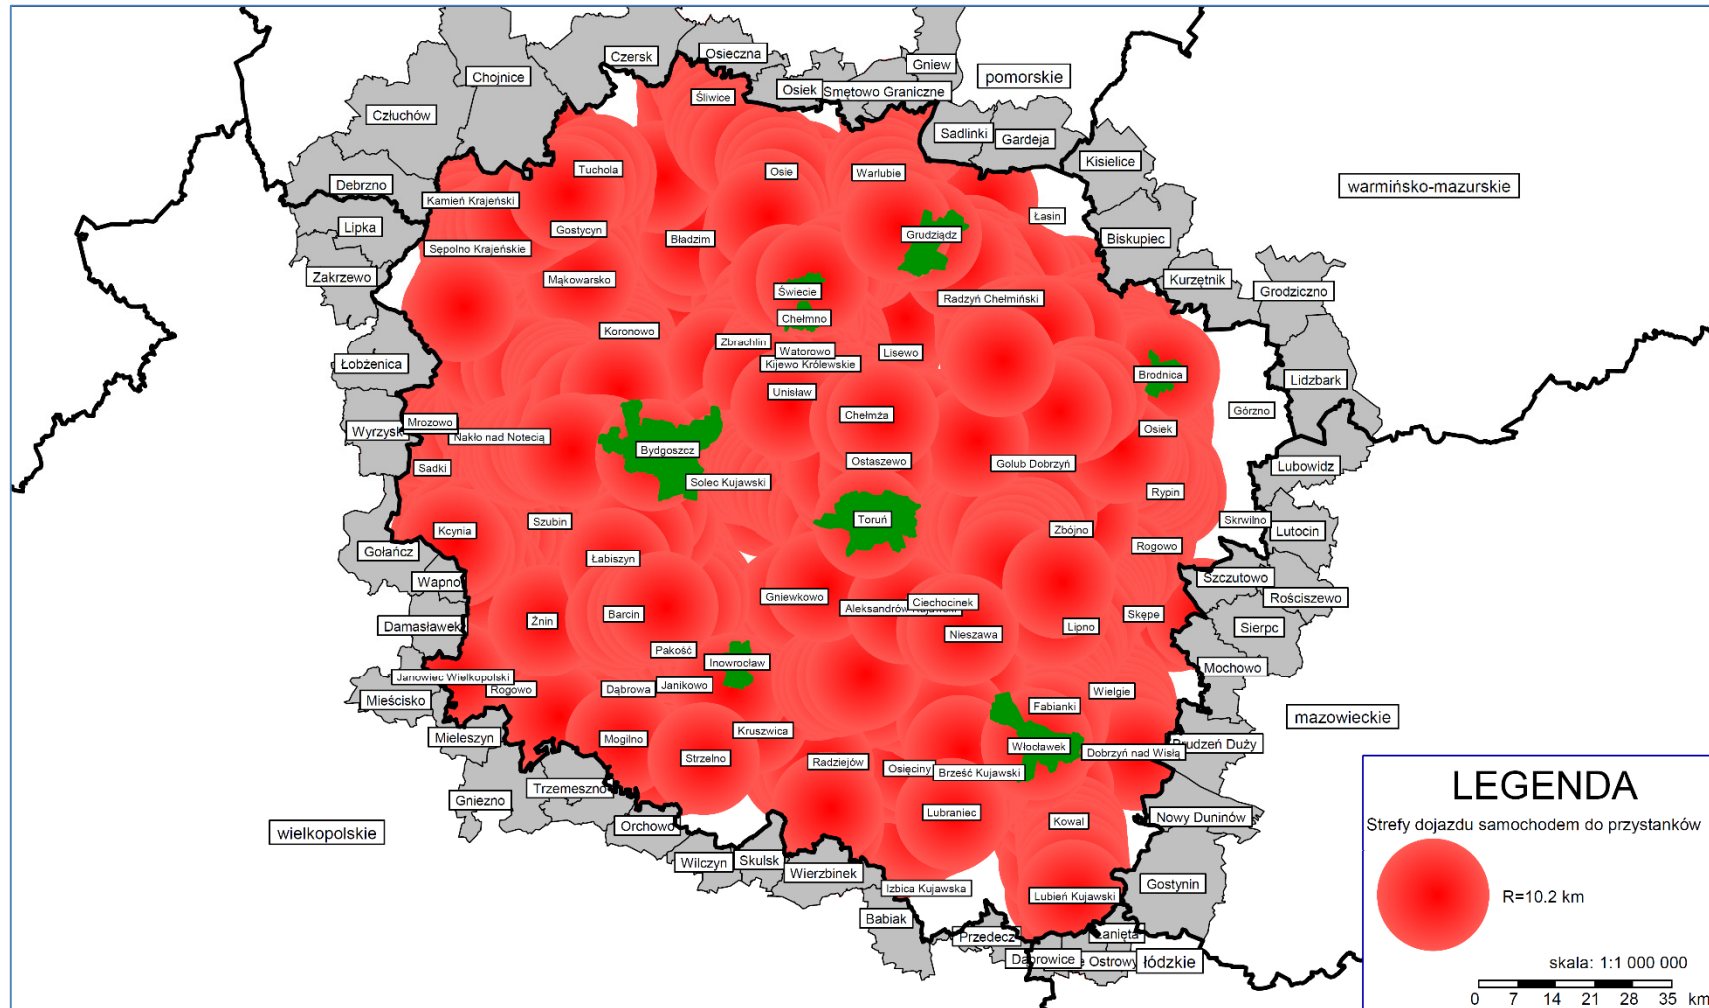 Czersk
Osieczna
Gniew
Chojnice
pomorskie
Osiek
Smętowo Graniczne
Śliwice
Człuchów
Sadlinki
Gardeja
Kisielice
Tuchola
Osie
Warlubie
Debrzno
warmińsko-mazurskie
Kamień Krajeński
Łasin
Lipka
Gostycyn
Bładzim
Grudziądz
Biskupiec
Sępolno Krajeńskie
Zakrzewo
Mąkowarsko
Kurzętnik
Świecie
Grodziczno
Radzyń Chełmiński
Chełmno
Koronowo
Zbrachlin
Watorowo
Lisewo
Łobżenica
Kijewo Królewskie
Brodnica
Lidzbark
Unisław
Górzno
Chełmża
Mrozowo
Wyrzysk
Nakło nad Notecią
Osiek
Bydgoszcz
Ostaszewo
Golub Dobrzyń
Sadki
Lubowidz
Solec Kujawski
Rypin
Szubin
Toruń
Skrwilno
Kcynia
Zbójno
Lutocin
Gołańcz
Łabiszyn
Rogowo
Wapno
Szczutowo
Gniewkowo
Ciechocinek
Rościszewo
Aleksandrów Kujawski
Żnin
Barcin
Skępe
Damasławek
Nieszawa
Lipno
Sierpc
Pakość
Inowrocław
Mochowo
Janowiec Wielkopolski
Rogowo
Dąbrowa
Janikowo
Wielgie
Mieścisko
Fabianki
mazowieckie
Mieleszyn
Mogilno
Kruszwica
Włocławek
Dobrzyń nad Wisłą
Brudzeń Duży
Strzelno
Radziejów
Osięciny
Brześć Kujawski
Trzemeszno
Gniezno
Lubraniec
Kowal
Nowy Duninów
wielkopolskie
Orchowo
Wilczyn
Skulsk
Wierzbinek
Izbica Kujawska
Lubień Kujawski
Gostynin
Babiak
Przedecz
Łanięta
Dąbrowice
Ostrowy
łódzkie
LEGENDA
Strefy dojazdu samochodem do przystanków
R=10.2 km
skala: 1:1 000 000
0 7 14 21 28 35 km